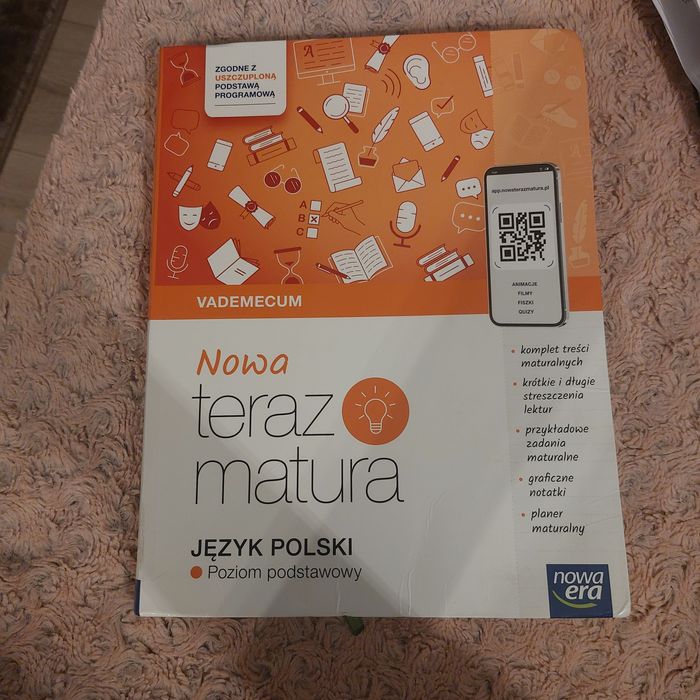 ZGODNE Z
USZCZUPLONĄ
PODSTAWĄ
PROGRAMOWĄ
A
A
B
C
app.nowaterazmatura.pl
ANIMACJE
FILMY
FISZKI
QUIZY
VADEMECUM
Nowa
teraz
matura
JĘZYK POLSKI
Poziom podstawowy
• komplet treści
maturalnych
• krótkie i długie
streszczenia
lektur
• przykładowe
zadania
maturalne
• graficzne
notatki
• planer
maturalny
nowa
era